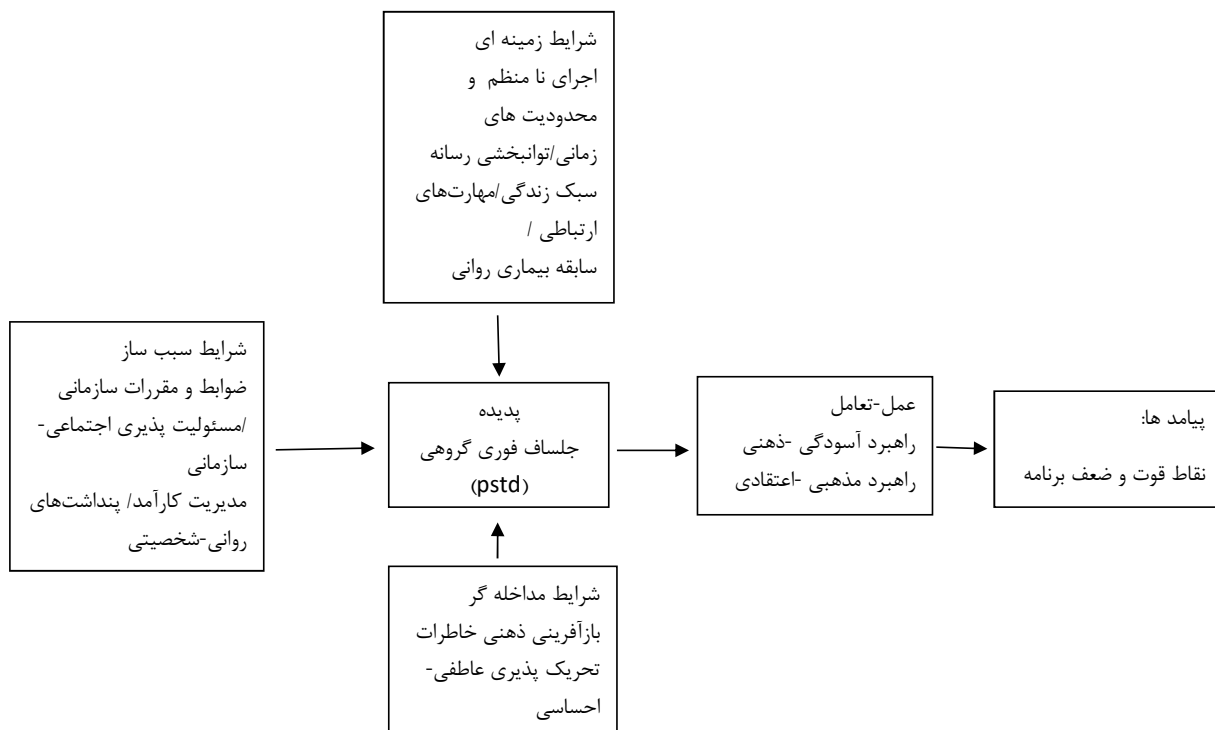 شرایط زمینه ای
اجرای نا منظم و
محدودیت های
زمانی/توانبخشی رسانه
سبک زندگی/مهارت‌های
ارتباطی /
سابقه بیماری روانی
شرایط سبب ساز
ضوابط و مقررات سازمانی
/مسئولیت پذیری اجتماعی-
سازمانی
مدیریت کارآمد/ پنداشت‌های
روانی-شخصیتی
پدیده
جلساف فوری گروهی
(pstd)
عمل-تعامل
راهبرد آسودگی -ذهنی
راهبرد مذهبی -اعتقادی
پیامد ها:
نقاط قوت و ضعف برنامه
شرایط مداخله گر
بازآفرینی ذهنی خاطرات
تحریک پذیری عاطفی-
احساسی